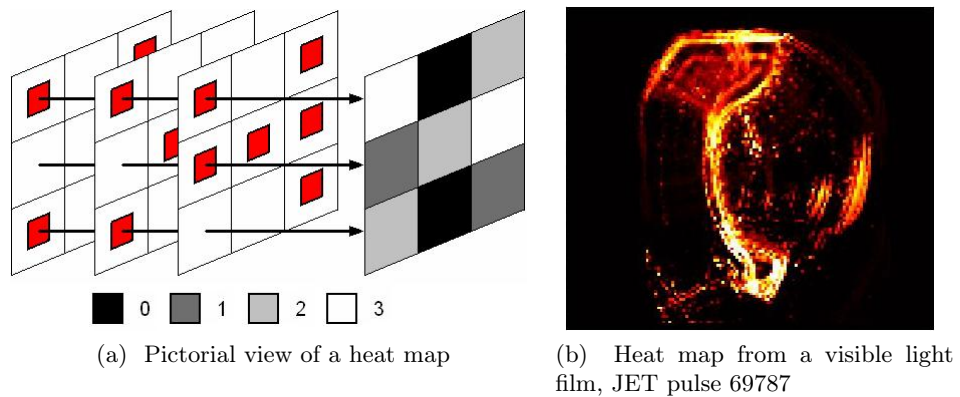 0 1 2 3
(a) Pictorial view of a heat map
(b) Heat map from a visible light
film, JET pulse 69787